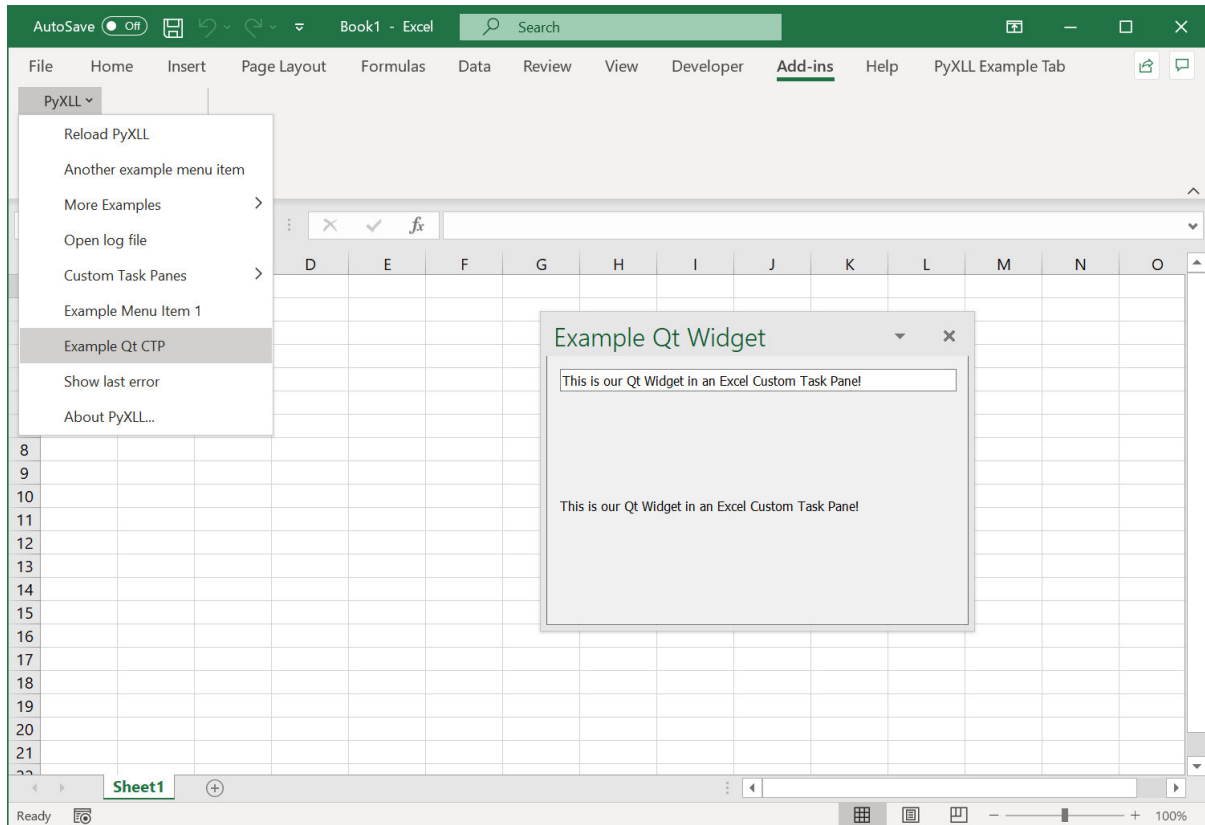 AutoSave Off Book1 - Excel Search
File Home Insert Page Layout Formulas Data Review View Developer Add-ins Help PyXLL Example Tab
PyXLL
Reload PyXLL
Another example menu item
More Examples
Open log file
Custom Task Panes
Example Menu Item 1
Example Qt CTP
Show last error
About PyXLL...
fx
D E F G H I J K L M N O
Example Qt Widget
This is our Qt Widget in an Excel Custom Task Pane!
This is our Qt Widget in an Excel Custom Task Pane!
8
9
10
11
12
13
14
15
16
17
18
19
20
21
Sheet1
Ready 100%